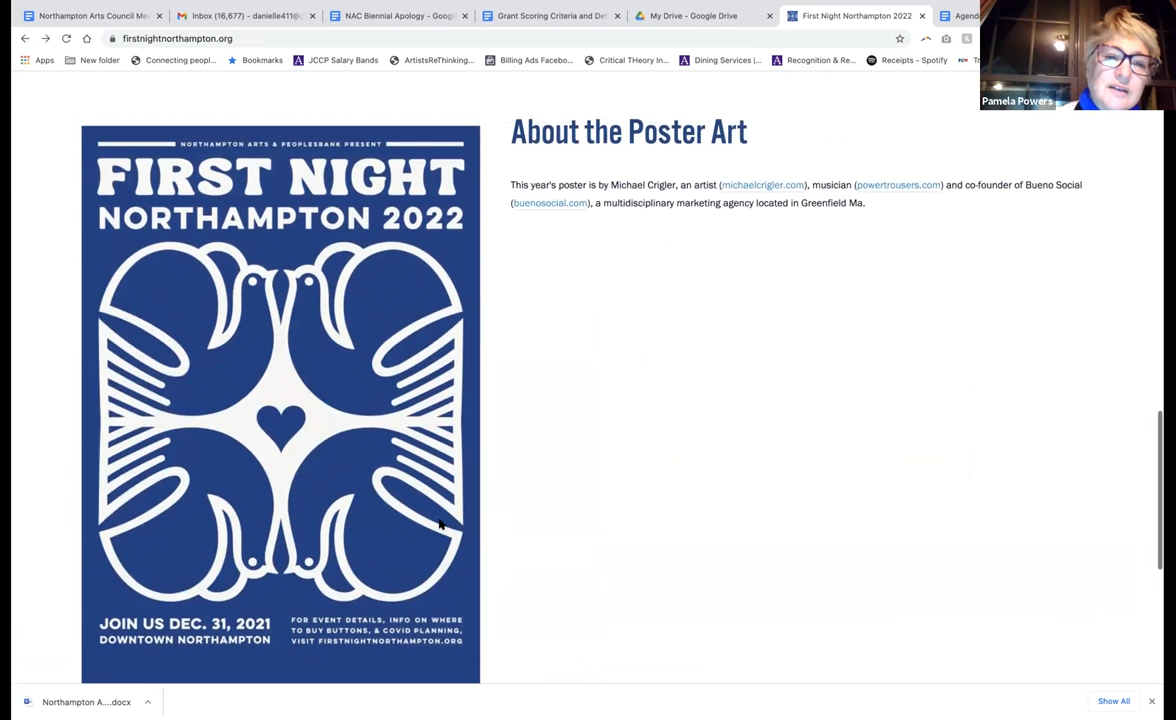 Northampton Arts Council Me
Inbox (16,677) - danielle411@
NAC Biennial Apology - Googl
Grant Scoring Criteria and De
My Drive - Google Drive
First Night Northampton 2022
Agenda
firstnightnorthampton.org
Apps
New folder
Connecting peopl...
Bookmarks
JCCP Salary Bands
ArtistsReThinking...
Billing Ads Facebo...
Critical THeory In...
Dining Services |...
Recognition & Re...
Receipts - Spotify
Pamela Powers
NORTHAMPTON ARTS & PEOPLESBANK PRESENT
FIRST NIGHT
NORTHAMPTON 2022
JOIN US DEC. 31, 2021
DOWNTOWN NORTHAMPTON
FOR EVENT DETAILS, INFO ON WHERE
TO BUY BUTTONS, & COVID PLANNING,
VISIT FIRSTNIGHTNORTHAMPTON.ORG
About the Poster Art
This year's poster is by Michael Crigler, an artist (michaelcrigler.com), musician (powertrousers.com) and co-founder of Bueno Social
(buenosocial.com), a multidisciplinary marketing agency located in Greenfield Ma.
Northampton A....docx
Show All